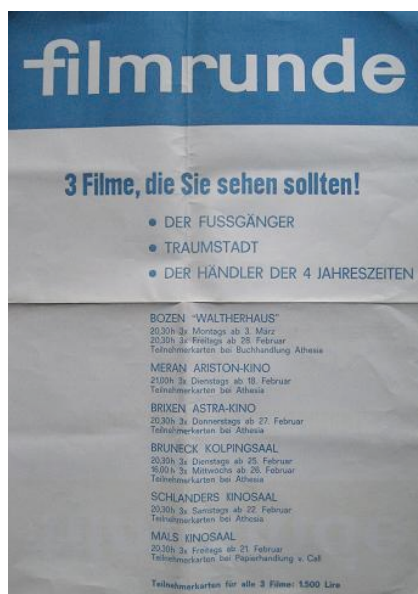 filmrunde
3 Filme, die Sie sehen sollten!
• DER FUSSGÄNGER
• TRAUMSTADT
• DER HÄNDLER DER 4 JAHRESZEITEN
BOZEN "WALTHERHAUS"
20,30h 3x Montags ab 3. März
20,30h 3x Freitags ab 28. Februar
Teilnehmerkarten bei Buchhandlung Athesia
MERAN ARISTON-KINO
21,00h 3x Dienstags ab 18. Februar
Teilnehmerkarten bei Athesia
BRIXEN ASTRA-KINO
20,30h 3x Donnerstags ab 27. Februar
Teilnehmerkarten bei Athesia
BRUNECK KOLPINGSAAL
20,30h 3x Dienstags ab 25. Februar
16,00h 3x Mittwochs ab 26. Februar
Teilnehmerkarten bei Athesia
SCHLANDERS KINOSAAL
20,30h 3x Samstags ab 22. Februar
Teilnehmerkarten bei Athesia
MALS KINOSAAL
20,30h 3x Freitags ab 21. Februar
Teilnehmerkarten bei Papierhandlung v. Call
Teilnehmerkarten für alle 3 Filme: 1.500 Lire